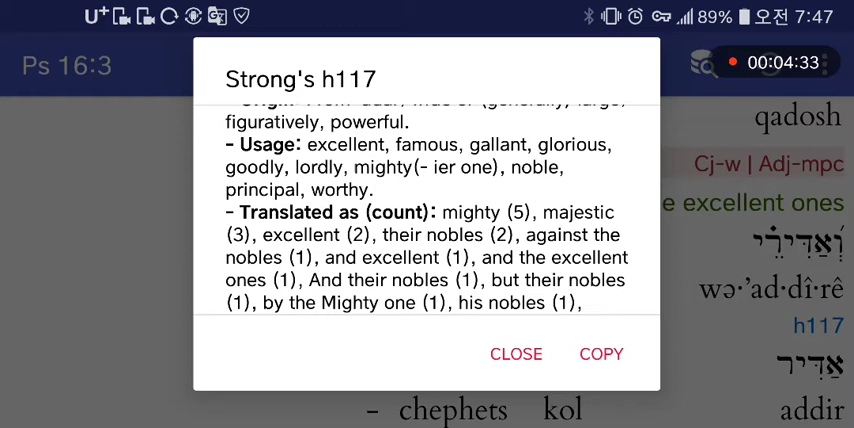 U+ 89% 오전 7:47
Ps 16:3
00:04:33
Strong's h117
figuratively, powerful.
- Usage: excellent, famous, gallant, glorious,
goodly, lordly, mighty(- ier one), noble,
principal, worthy.
- Translated as (count): mighty (5), majestic
(3), excellent (2), their nobles (2), against the
nobles (1), and excellent (1), and the excellent
ones (1), And their nobles (1), but their nobles
(1), by the Mighty one (1), his nobles (1),
CLOSE COPY
qadosh
Cj-w | Adj-mpc
e excellent ones
וְ֝אַדִּירֵ֗י
wə·’ad·dî·rê
h117
אַדִּיר
- chephets kol addir